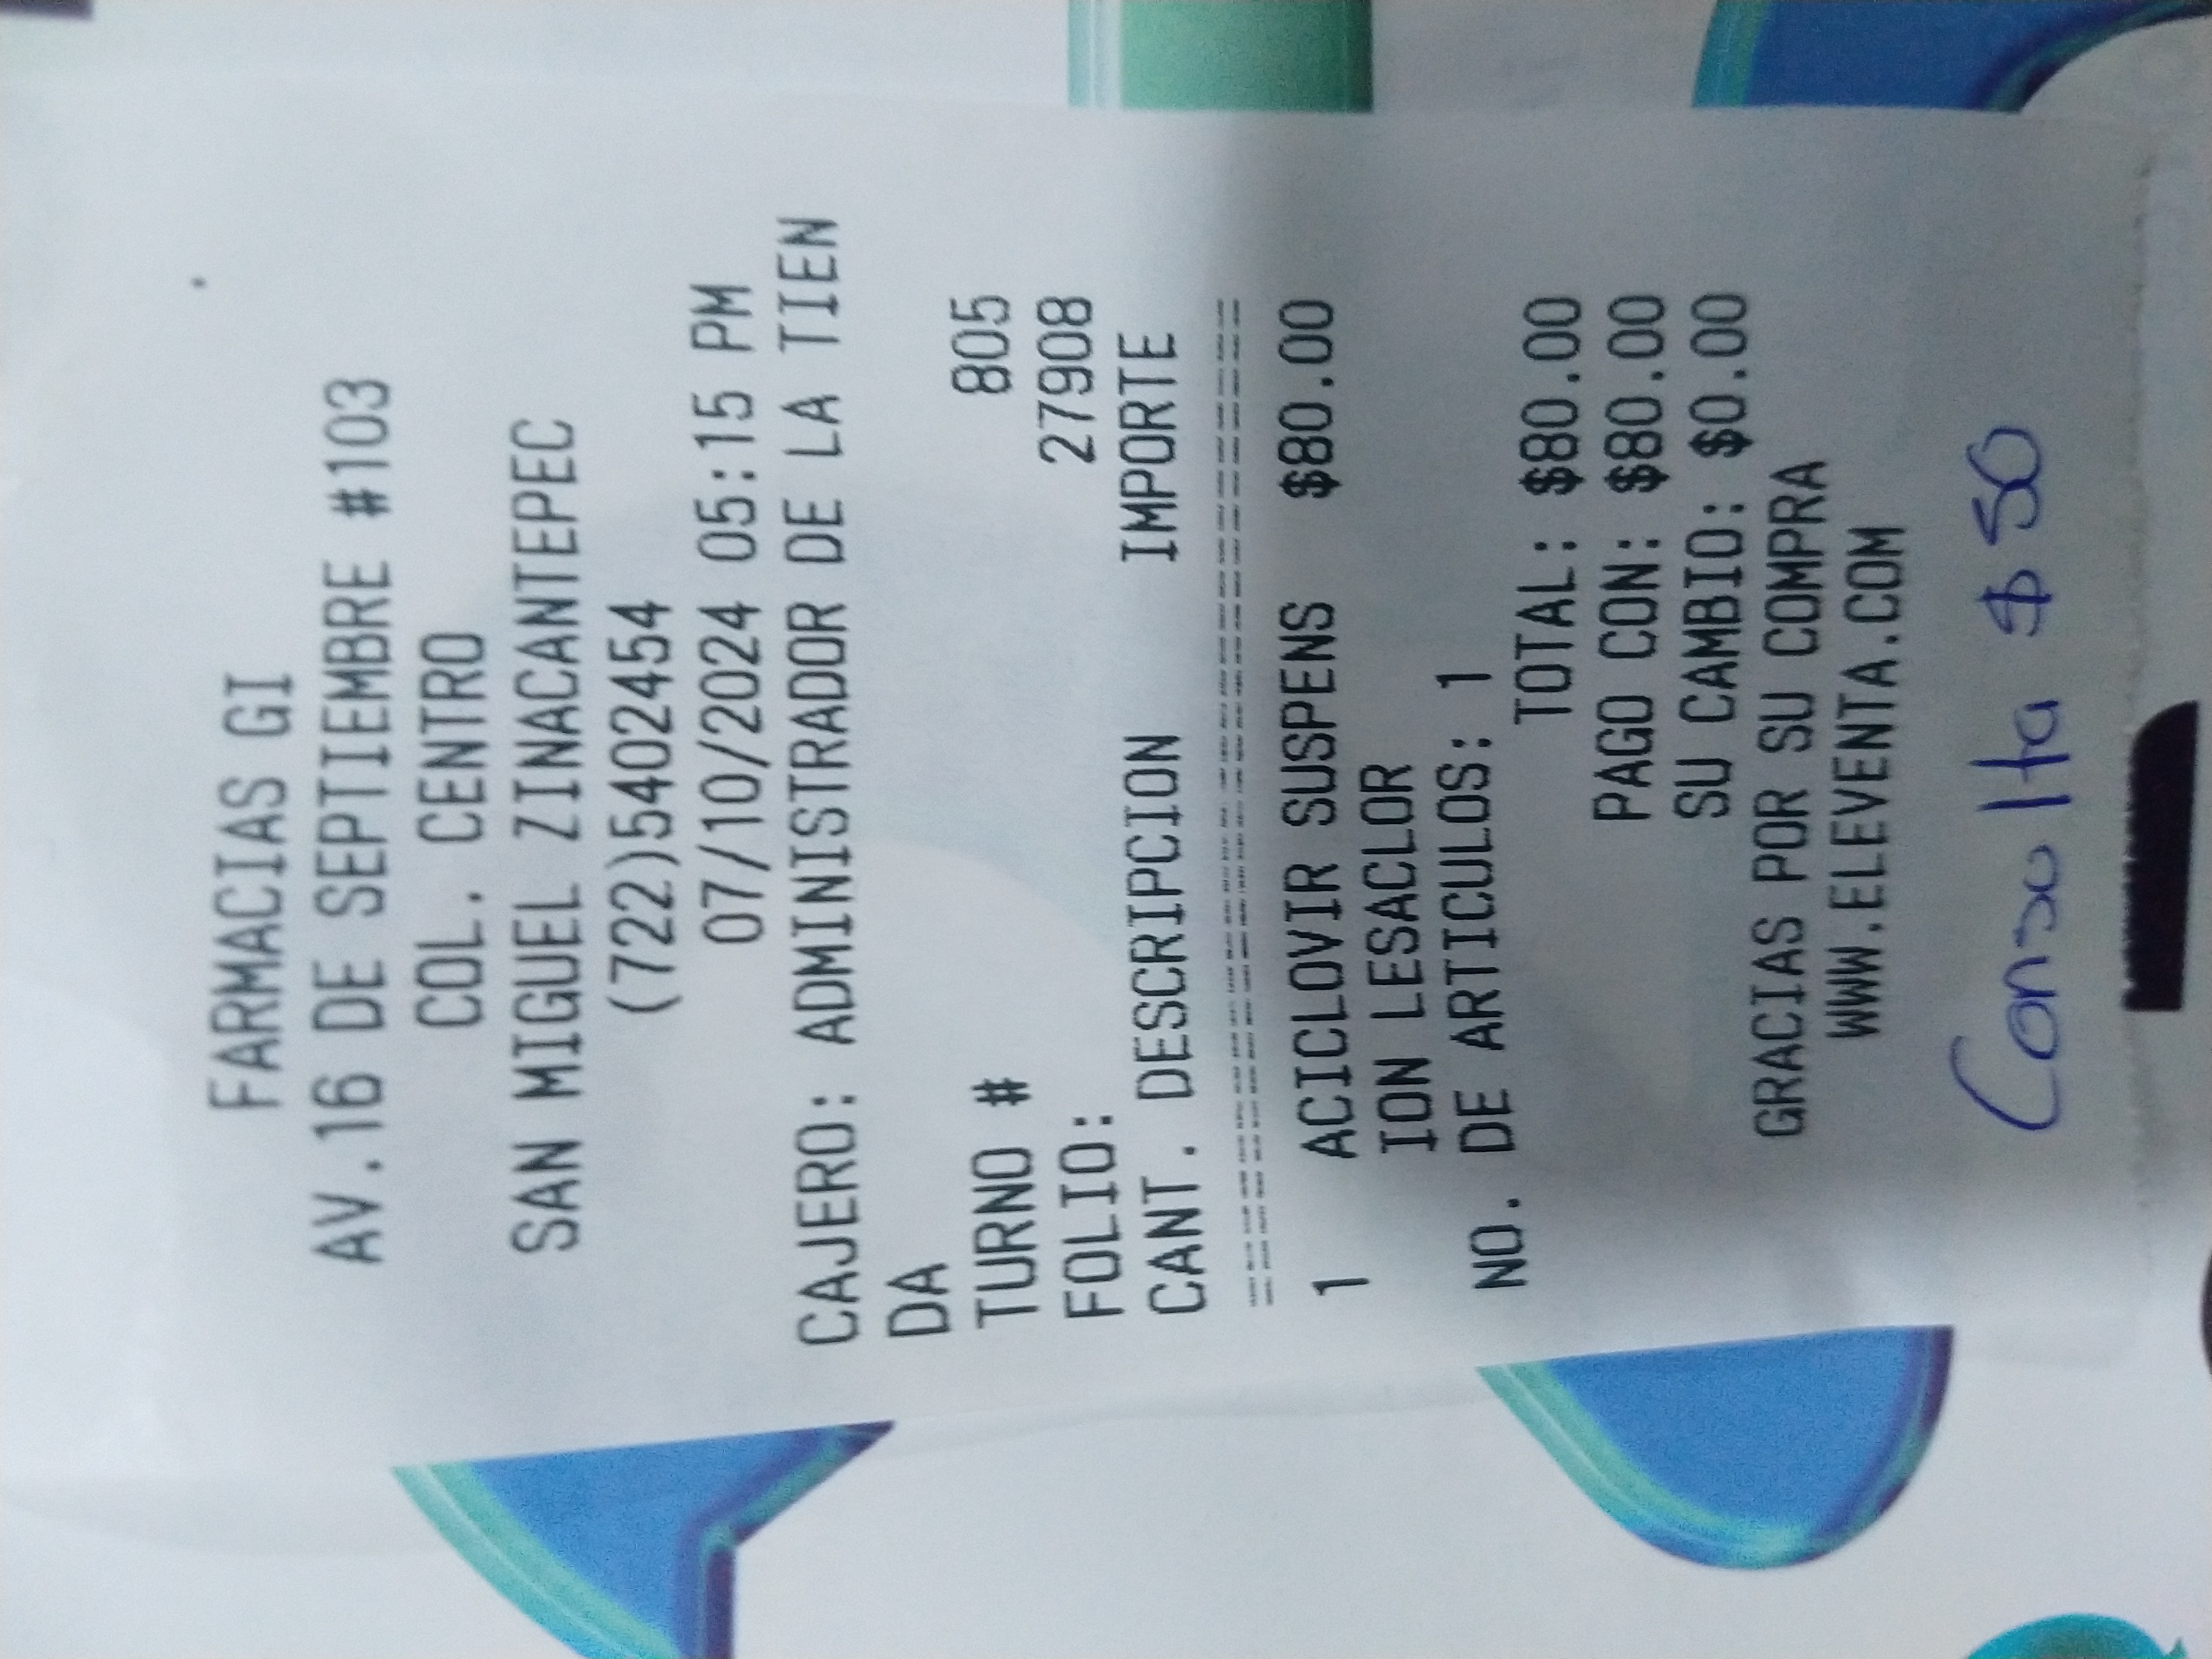 FARMACIAS GI
AV.16 DE SEPTIEMBRE #103
COL. CENTRO
SAN MIGUEL ZINACANTEPEC
(722)5402454
07/10/2024 05:15 PM
CAJERO: ADMINISTRADOR DE LA TIEN
DA
TURNO # 805
FOLIO: 27908
CANT. DESCRIPCION IMPORTE
================================
1 ACICLOVIR SUSPENS $80.00
ION LESACLOR
NO. DE ARTICULOS: 1
TOTAL: $80.00
PAGO CON: $80.00
SU CAMBIO: $0.00
GRACIAS POR SU COMPRA
WWW.ELEVENTA.COM
Consulta $ 50